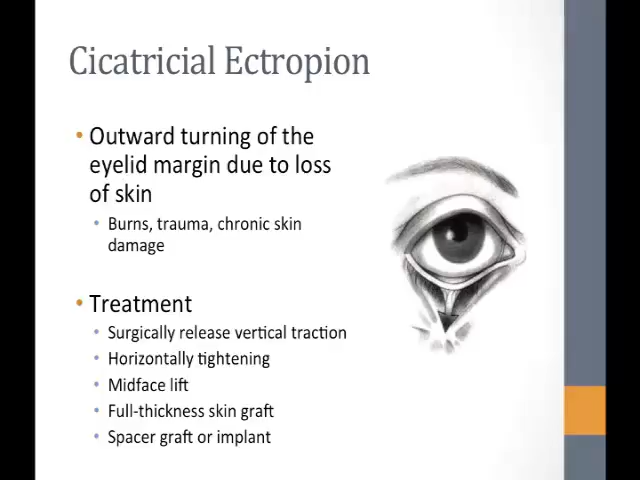 Cicatricial Ectropion
• Outward turning of the
eyelid margin due to loss
of skin
• Burns, trauma, chronic skin
damage
• Treatment
• Surgically release vertical traction
• Horizontally tightening
• Midface lift
• Full-thickness skin graft
• Spacer graft or implant